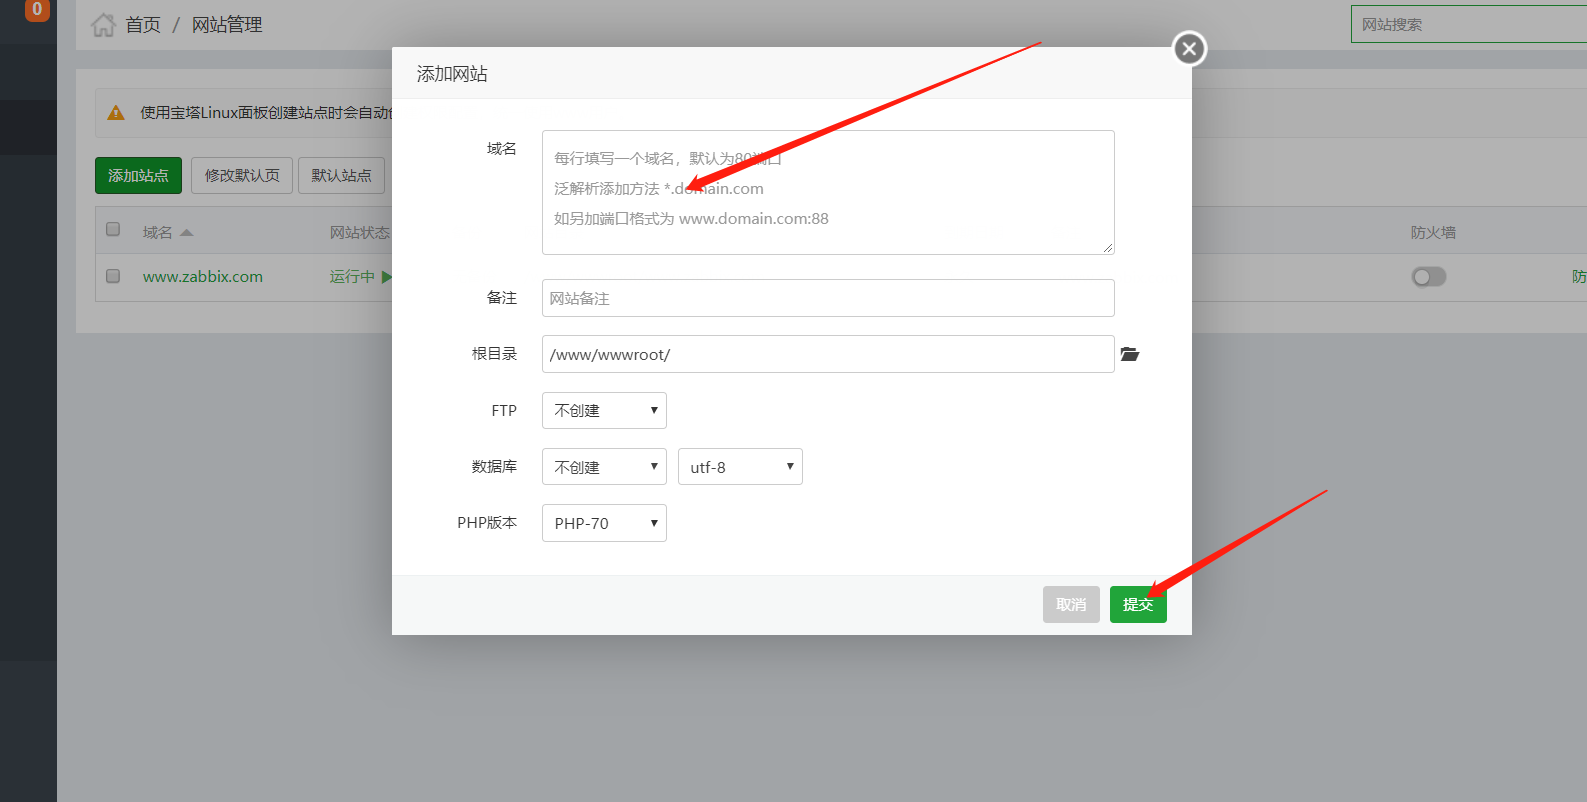 0
首页 / 网站管理
网站搜索
添加网站
使用宝塔Linux面板创建站点时会自动
添加站点 修改默认页 默认站点
域名 网站状态 防火墙
www.zabbix.com 运行中 防
域名
每行填写一个域名，默认为80端口
泛解析添加方法 *.domain.com
如另加端口格式为 www.domain.com:88
备注 网站备注
根目录 /www/wwwroot/
FTP 不创建
数据库 不创建 utf-8
PHP版本 PHP-70
取消 提交